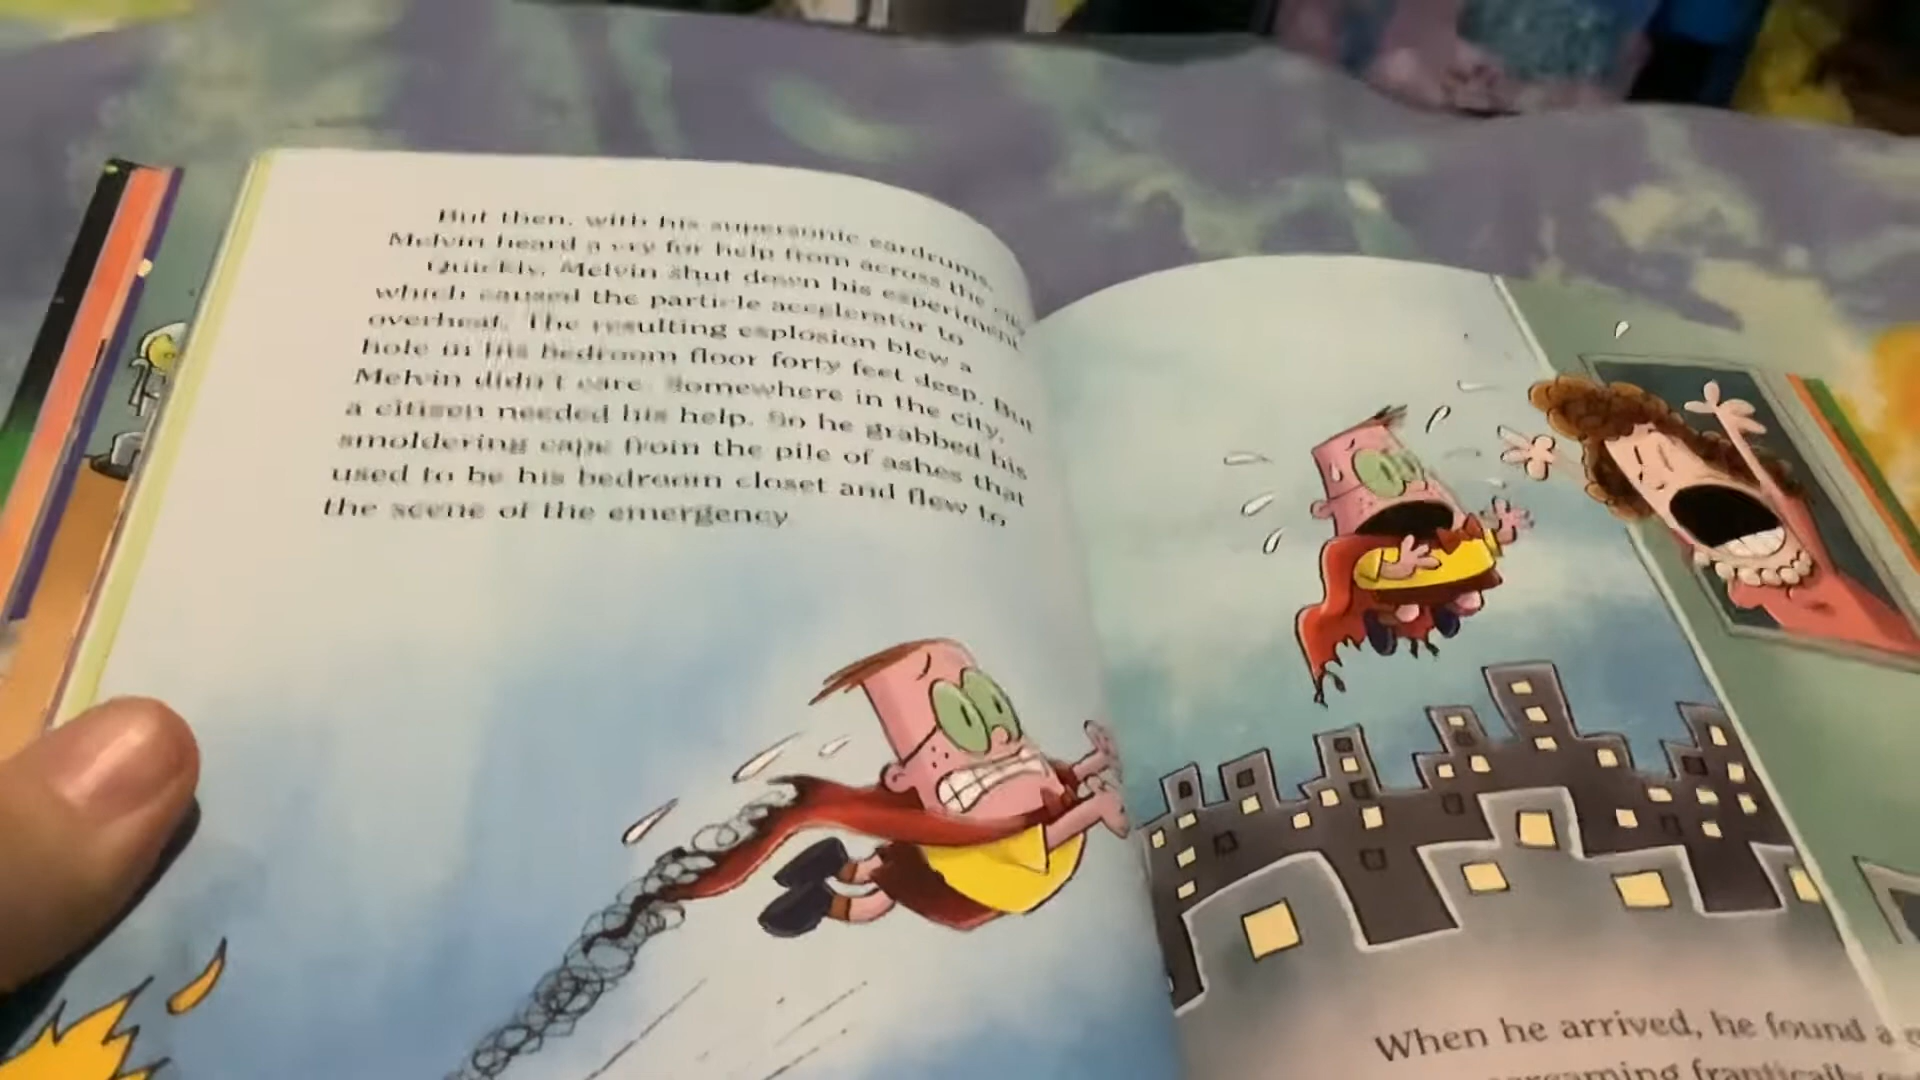 But then, with his supersonic eardrums,
Melvin heard a cry for help from across the city.
Quickly, Melvin shut down his experiment,
which caused the particle accelerator to
overheat. The resulting explosion blew a
hole in his bedroom floor forty feet deep. But
Melvin didn't care. Somewhere in the city,
a citizen needed his help. So he grabbed his
smoldering cape from the pile of ashes that
used to be his bedroom closet and flew to
the scene of the emergency
When he arrived, he found a
screaming frantically